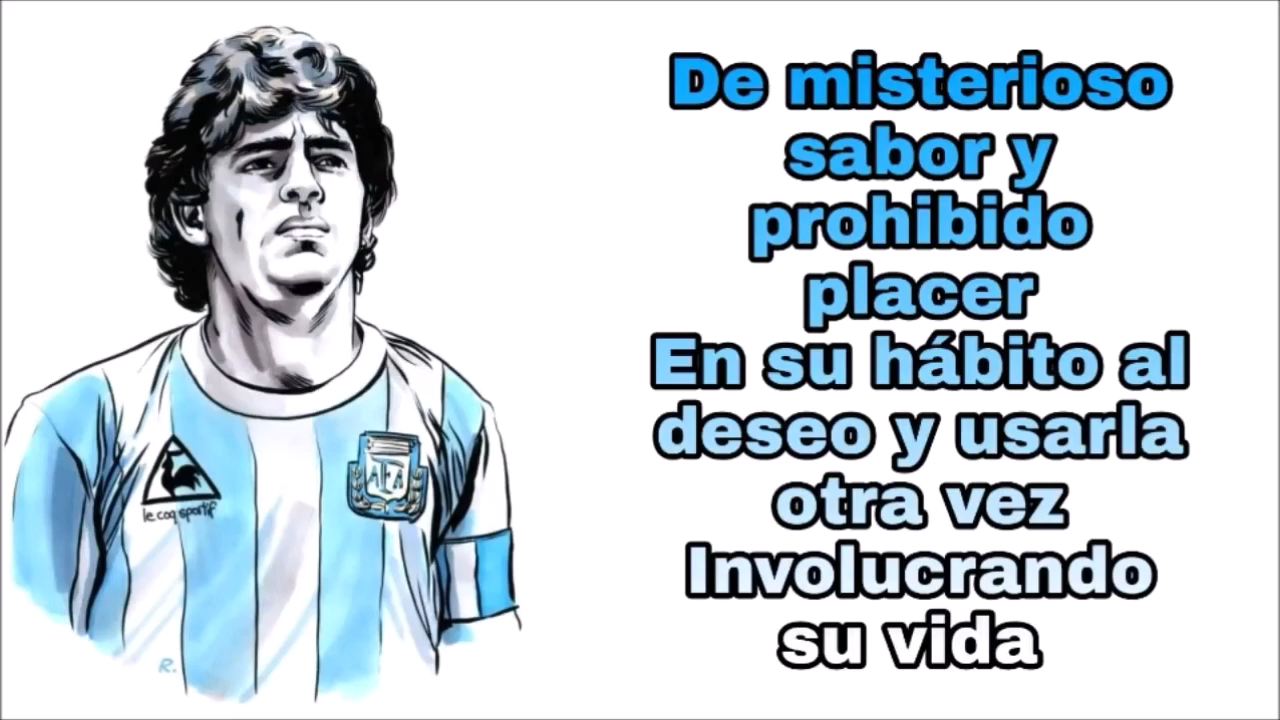 De misterioso
sabor y
prohibido
placer
En su hábito al
deseo y usarla
otra vez
Involucrando
su vida
le coq sportif
AFA
R.